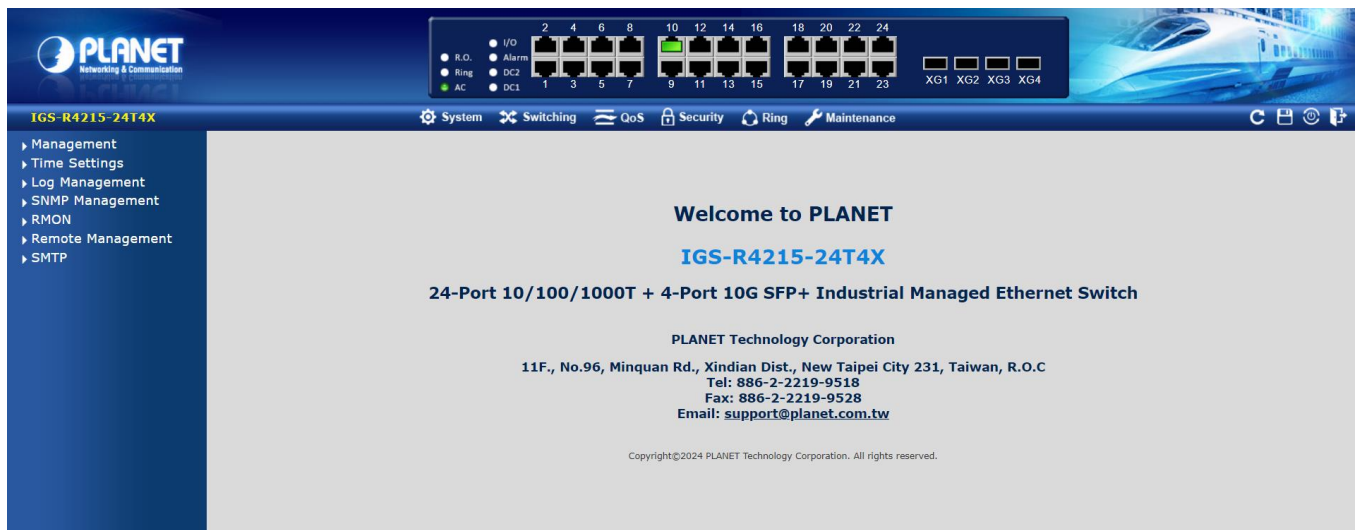 PLANET
Networking & Communication
R.O.
Ring
AC
I/O
Alarm
DC2
DC1
2 4 6 8 10 12 14 16 18 20 22 24
1 3 5 7 9 11 13 15 17 19 21 23
XG1 XG2 XG3 XG4
IGS-R4215-24T4X
System Switching QoS Security Ring Maintenance
Management
Time Settings
Log Management
SNMP Management
RMON
Remote Management
SMTP
Welcome to PLANET
IGS-R4215-24T4X
24-Port 10/100/1000T + 4-Port 10G SFP+ Industrial Managed Ethernet Switch
PLANET Technology Corporation
11F., No.96, Minquan Rd., Xindian Dist., New Taipei City 231, Taiwan, R.O.C
Tel: 886-2-2219-9518
Fax: 886-2-2219-9528
Email: support@planet.com.tw
Copyright©2024 PLANET Technology Corporation. All rights reserved.